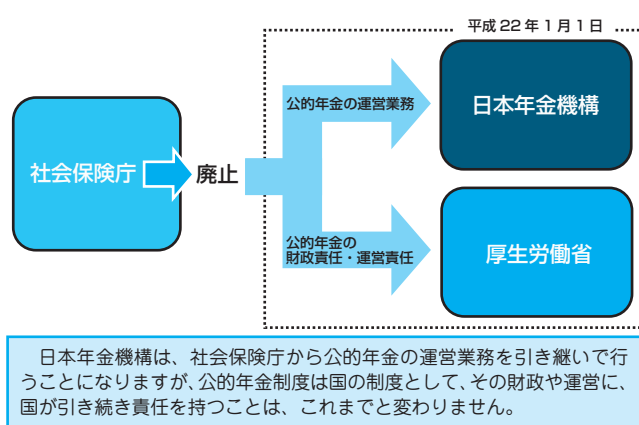 平成22年1月1日
公的年金の運営業務
日本年金機構
社会保険庁
廃止
公的年金の
財政責任・運営責任
厚生労働省
日本年金機構は、社会保険庁から公的年金の運営業務を引き継いで行
うことになりますが、公的年金制度は国の制度として、その財政や運営に、
国が引き続き責任を持つことは、これまでと変わりません。